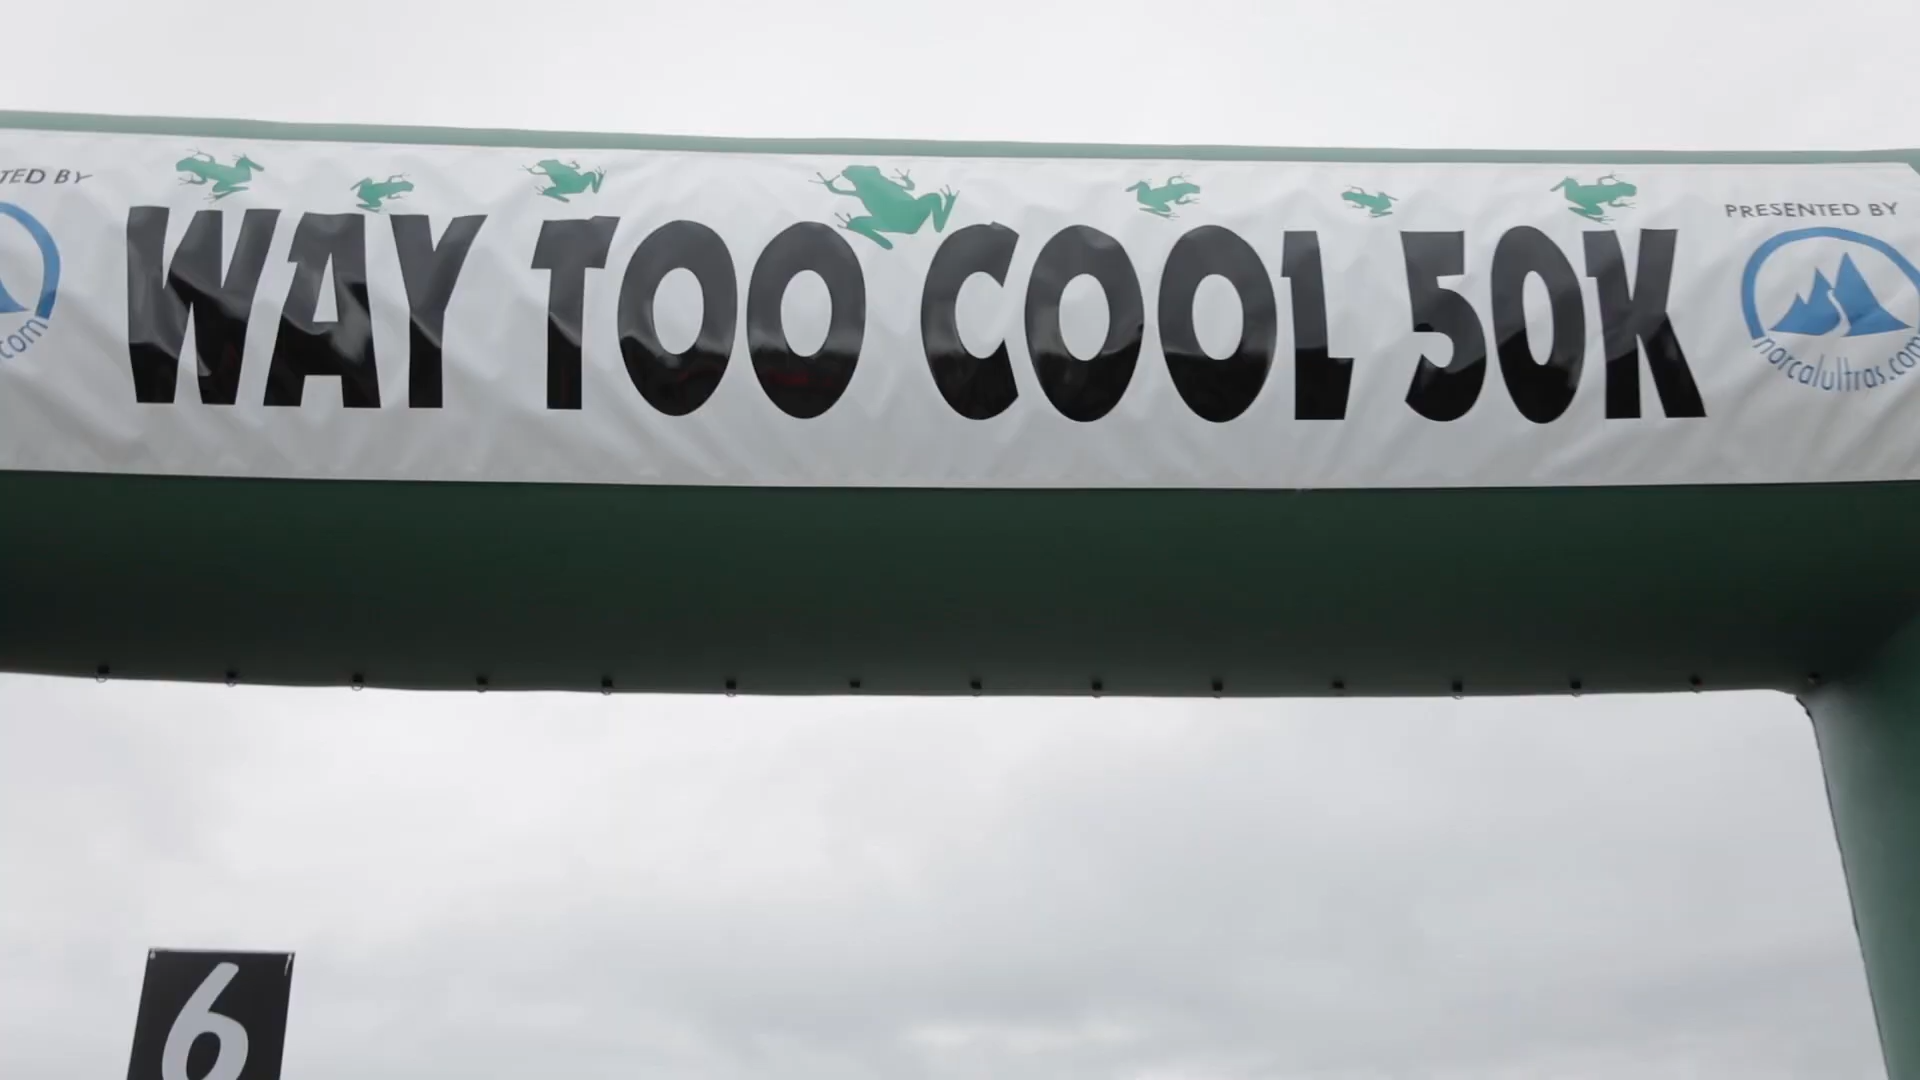 TED BY
WAY TOO COOL 50K
PRESENTED BY
.com
norcalultras.com
6